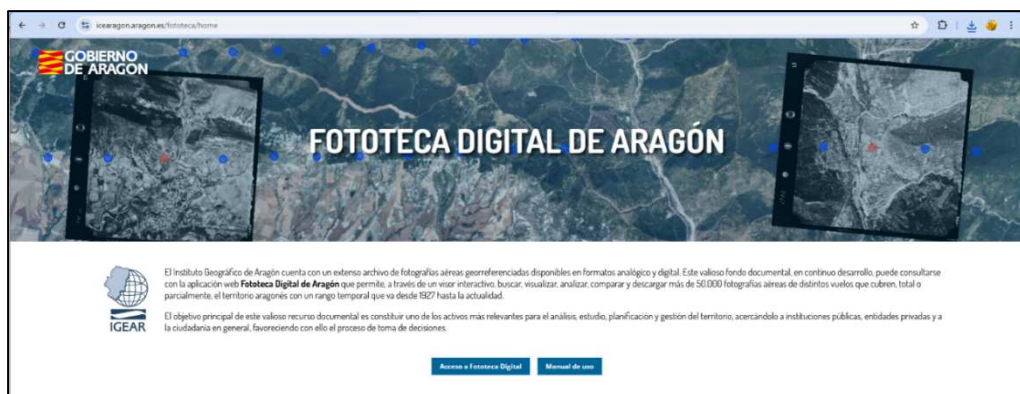 icearagon.aragon.es/fototeca/home
GOBIERNO
DE ARAGON
FOTOTECA DIGITAL DE ARAGÓN
El Instituto Geográfico de Aragón cuenta con un extenso archivo de fotografías aéreas georreferenciadas disponibles en formatos analógico y digital. Este valioso fondo documental, en continuo desarrollo, puede consultarse
con la aplicación web Fototeca Digital de Aragón que permite, a través de un visor interactivo, buscar, visualizar, analizar, comparar y descargar más de 50.000 fotografías aéreas de distintos vuelos que cubren, total o
parcialmente, el territorio aragonés con un rango temporal que va desde 1927 hasta la actualidad.
El objetivo principal de este valioso recurso documental es constituir uno de los activos más relevantes para el análisis, estudio, planificación y gestión del territorio, acercándolo a instituciones públicas, entidades privadas y a
la ciudadanía en general, favoreciendo con ello el proceso de toma de decisiones.
IGEAR
Acceso a Fototeca Digital
Manual de uso